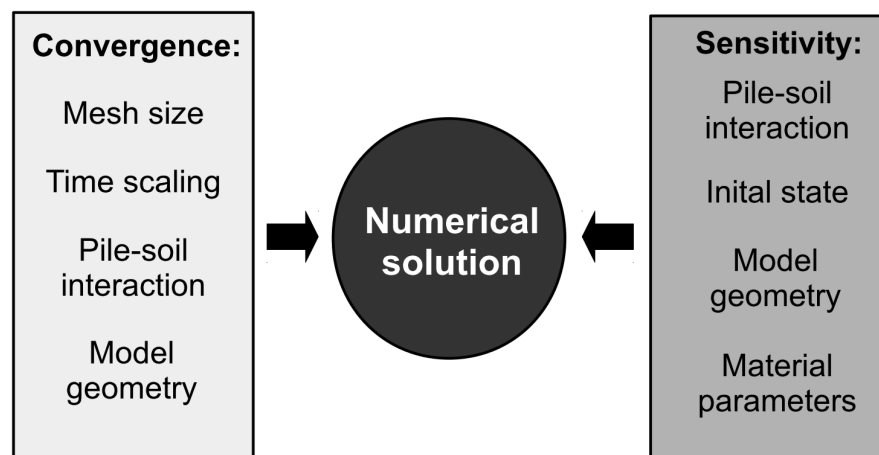 Convergence:
Mesh size
Time scaling
Pile-soil
interaction
Model
geometry
Numerical
solution
Sensitivity:
Pile-soil
interaction
Inital state
Model
geometry
Material
parameters